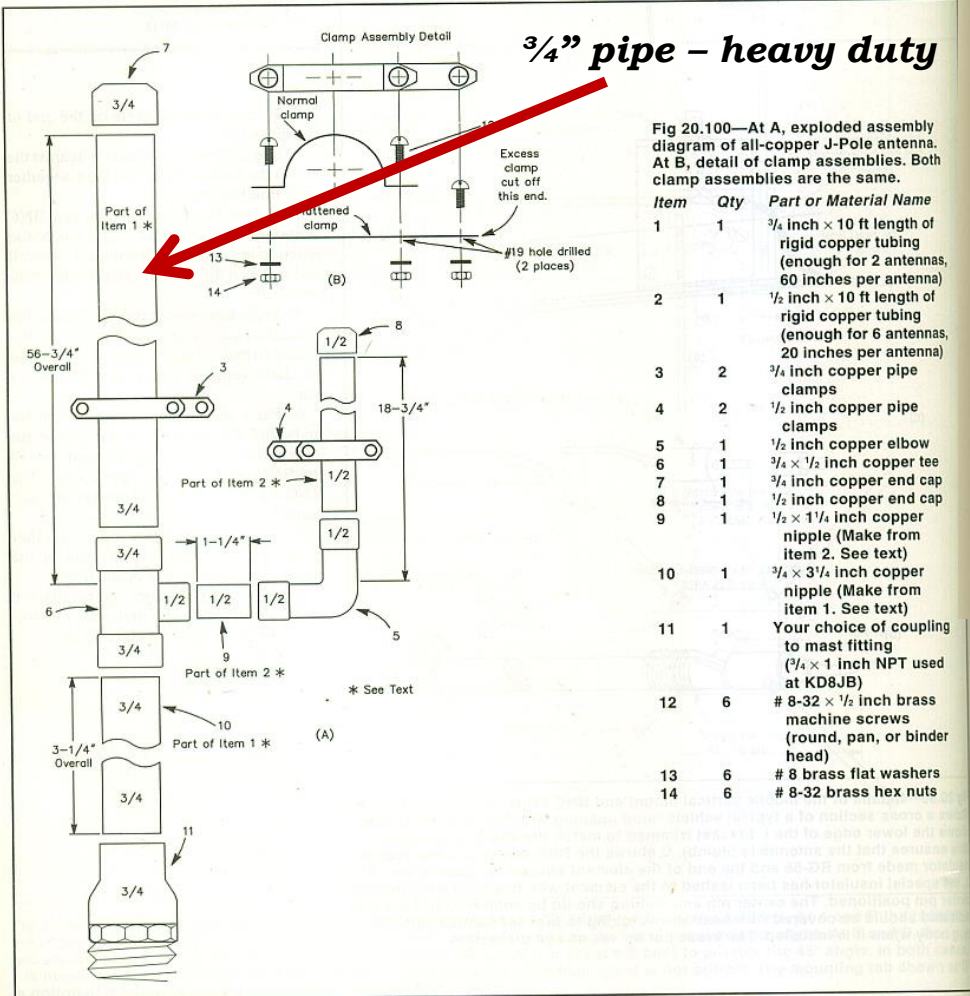 7
Clamp Assembly Detail
¾” pipe – heavy duty
3/4
Normal
clamp
Excess
clamp
cut off
this end.
Part of
Item 1 *
clamp
#19 hole drilled
(2 places)
13
14
(B)
8
1/2
56-3/4"
Overall
3
18-3/4"
4
Part of Item 2 *
1/2
3/4
1/2
3/4
1-1/4"
6
1/2
1/2
1/2
5
3/4
9
Part of Item 2 *
* See Text
3/4
10
Part of Item 1 *
(A)
3-1/4"
Overall
3/4
11
3/4
Fig 20.100—At A, exploded assembly
diagram of all-copper J-Pole antenna.
At B, detail of clamp assemblies. Both
clamp assemblies are the same.
Item Qty Part or Material Name
1 1 3/4 inch × 10 ft length of
rigid copper tubing
(enough for 2 antennas,
60 inches per antenna)
2 1 1/2 inch × 10 ft length of
rigid copper tubing
(enough for 6 antennas,
20 inches per antenna)
3 2 3/4 inch copper pipe
clamps
4 2 1/2 inch copper pipe
clamps
5 1 1/2 inch copper elbow
6 1 3/4 × 1/2 inch copper tee
7 1 3/4 inch copper end cap
8 1 1/2 inch copper end cap
9 1 1/2 × 1 1/4 inch copper
nipple (Make from
item 2. See text)
10 1 3/4 × 3 1/4 inch copper
nipple (Make from
item 1. See text)
11 1 Your choice of coupling
to mast fitting
(3/4 × 1 inch NPT used
at KD8JB)
12 6 # 8-32 × 1/2 inch brass
machine screws
(round, pan, or binder
head)
13 6 # 8 brass flat washers
14 6 # 8-32 brass hex nuts